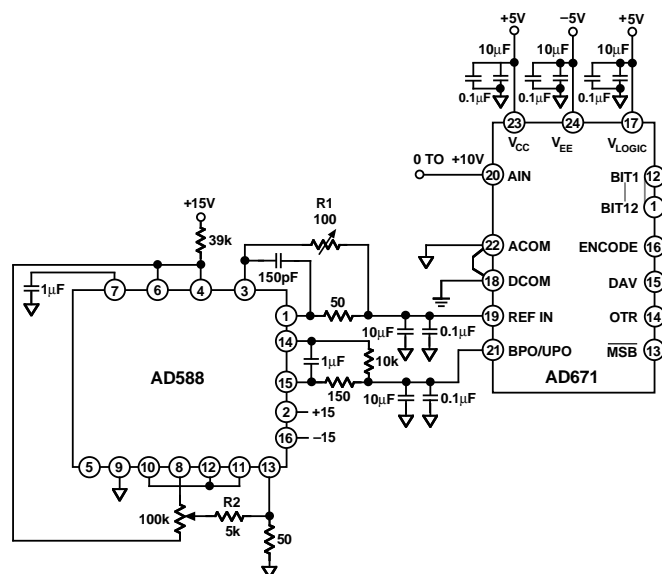 +5V −5V +5V
10μF 10μF 10μF
0.1μF 0.1μF 0.1μF
23 24 17
VCC VEE VLOGIC
0 TO +10V
20 AIN
BIT1 12
BIT12 1
+15V
39k
R1
100
150pF
22 ACOM
ENCODE 16
1μF
18 DCOM
DAV 15
7 6 4 3
1
50
10μF 0.1μF
19 REF IN
OTR 14
14
1μF
10k
21 BPO/UPO
MSB 13
AD588
AD671
15
150
10μF 0.1μF
2 +15
16 −15
5 9 10 8 12 11 13
100k
R2
5k
50